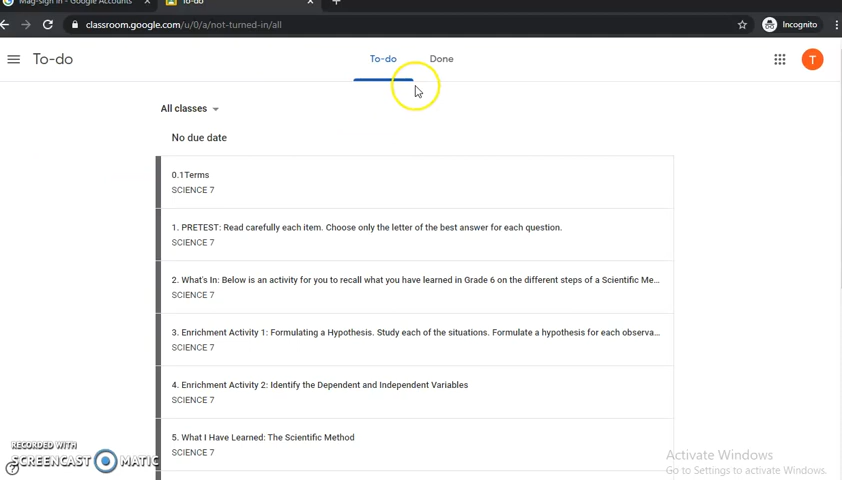 Mag-sign in - Google Accounts
To-do
classroom.google.com/u/0/a/not-turned-in/all
Incognito
To-do
To-do
Done
T
All classes
No due date
0.1Terms
SCIENCE 7
1. PRETEST: Read carefully each item. Choose only the letter of the best answer for each question.
SCIENCE 7
2. What's In: Below is an activity for you to recall what you have learned in Grade 6 on the different steps of a Scientific Me...
SCIENCE 7
3. Enrichment Activity 1: Formulating a Hypothesis. Study each of the situations. Formulate a hypothesis for each observa...
SCIENCE 7
4. Enrichment Activity 2: Identify the Dependent and Independent Variables
SCIENCE 7
5. What I Have Learned: The Scientific Method
SCIENCE 7
RECORDED WITH
SCREENCAST MATIC
Activate Windows
Go to Settings to activate Windows.